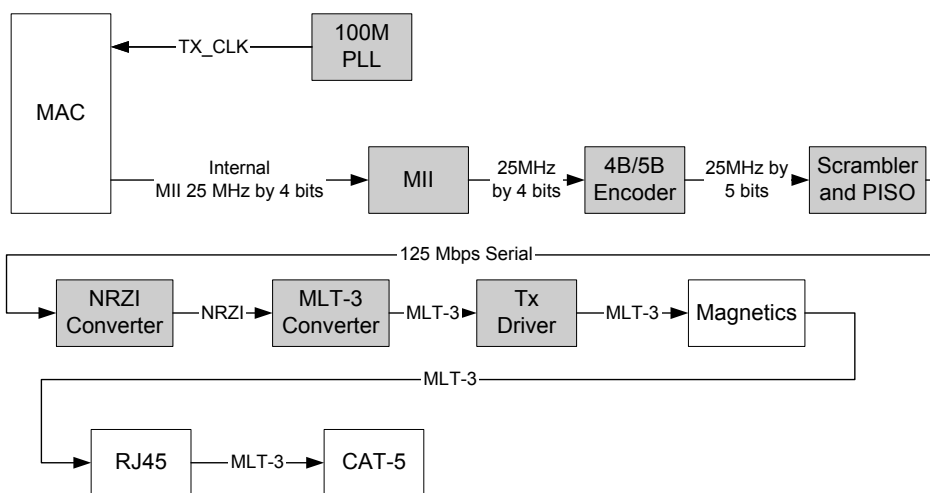 100M
PLL
TX_CLK
MAC
Internal
MII 25 MHz by 4 bits
MII
25MHz
by 4 bits
4B/5B
Encoder
25MHz by
5 bits
Scrambler
and PISO
125 Mbps Serial
NRZI
Converter
NRZI
MLT-3
Converter
MLT-3
Tx
Driver
MLT-3
Magnetics
MLT-3
RJ45
MLT-3
CAT-5